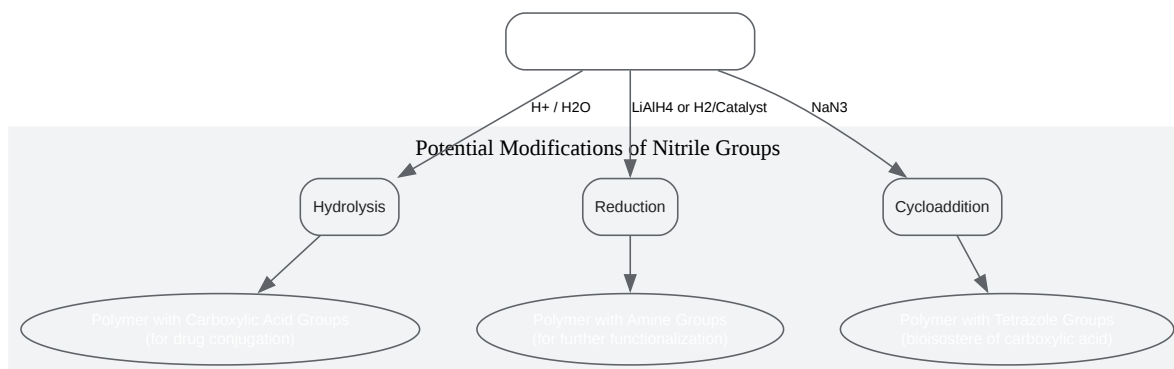 H+ / H2O
LiAlH4 or H2/Catalyst
NaN3
Potential Modifications of Nitrile Groups
Hydrolysis
Reduction
Cycloaddition
Polymer with Carboxylic Acid Groups
(for drug conjugation)
Polymer with Amine Groups
(for further functionalization)
Polymer with Tetrazole Groups
(bioisostere of carboxylic acid)